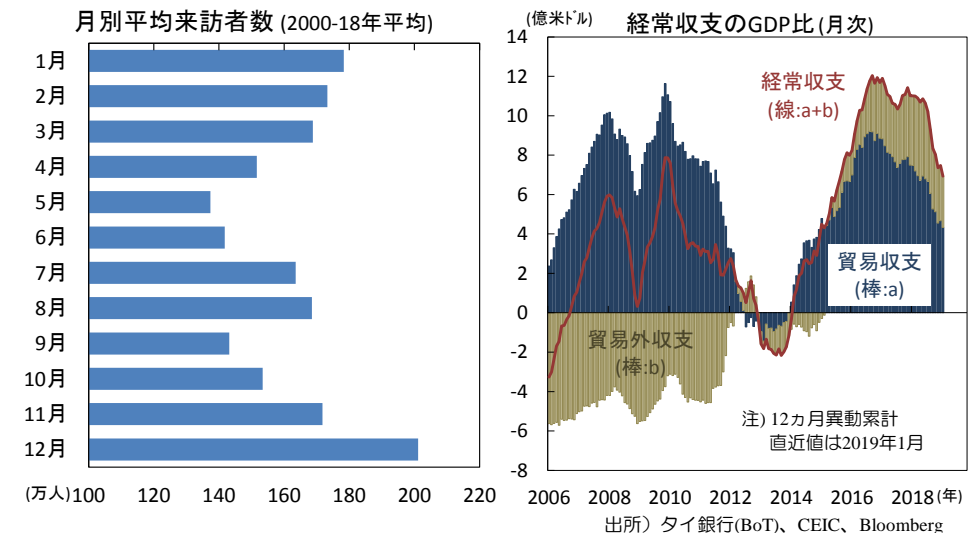 月別平均来訪者数 (2000-18年平均)
1月
2月
3月
4月
5月
6月
7月
8月
9月
10月
11月
12月
(万人)
100 120 140 160 180 200 220
(億米ﾄﾞﾙ)
経常収支のGDP比(月次)
14
12
10
8
6
4
2
0
-2
-4
-6
-8
経常収支
(線:a+b)
貿易収支
(棒:a)
貿易外収支
(棒:b)
注) 12ヵ月異動累計
直近値は2019年1月
2006 2008 2010 2012 2014 2016 2018 (年)
出所）タイ銀行(BoT)、CEIC、Bloomberg